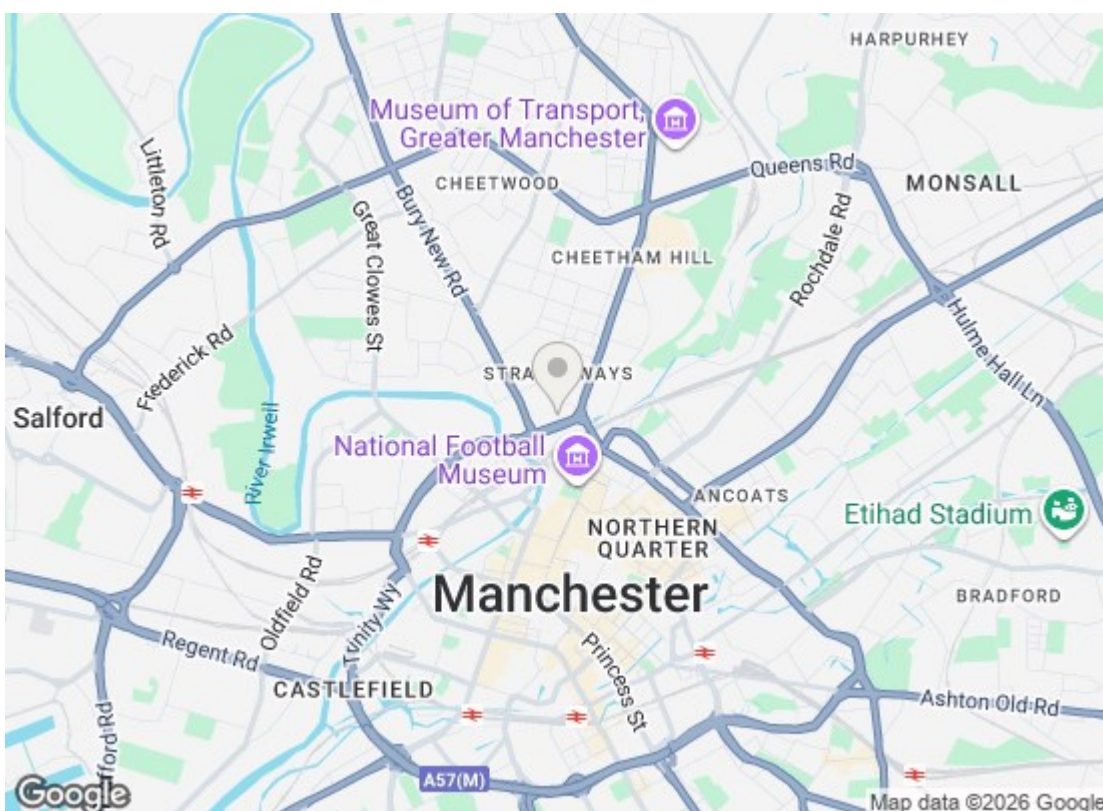 HARPURHEY
Museum of Transport,
Greater Manchester
Queens Rd
Littleton Rd
CHEETWOOD
MONSALL
Great Clowes St
Bury New Rd
Rochdale Rd
CHEETHAM HILL
Hulme Hall Ln
Frederick Rd
Salford
River Irwell
National Football
Museum
ANCOATS
Etihad Stadium
NORTHERN
QUARTER
Oldfield Rd
Manchester
BRADFORD
Trinity Wy
Regent Rd
Princess St
CASTLEFIELD
Ashton Old Rd
A57(M)
Google
Map data ©2026 Google